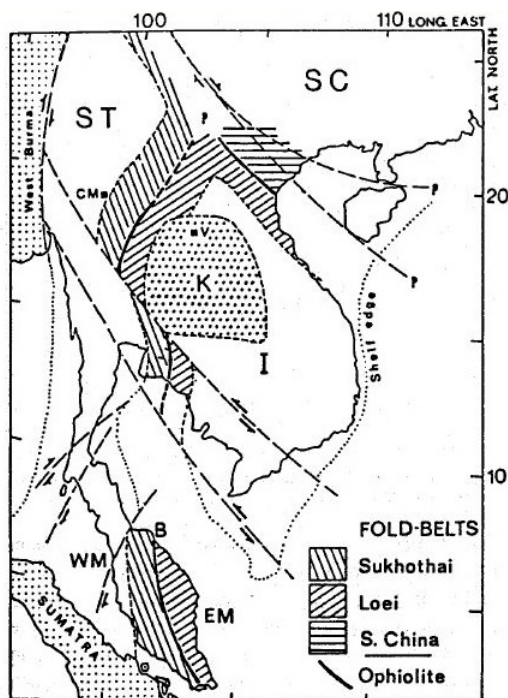 100 110 LONG. EAST
LAT. NORTH
SC
ST
?
West Burma
CM
?
20
V
K
?
Shelf edge
I
10
B
FOLD-BELTS
WM
Sukhothai
Loei
EM
S. China
SUMATRA
Ophiolite